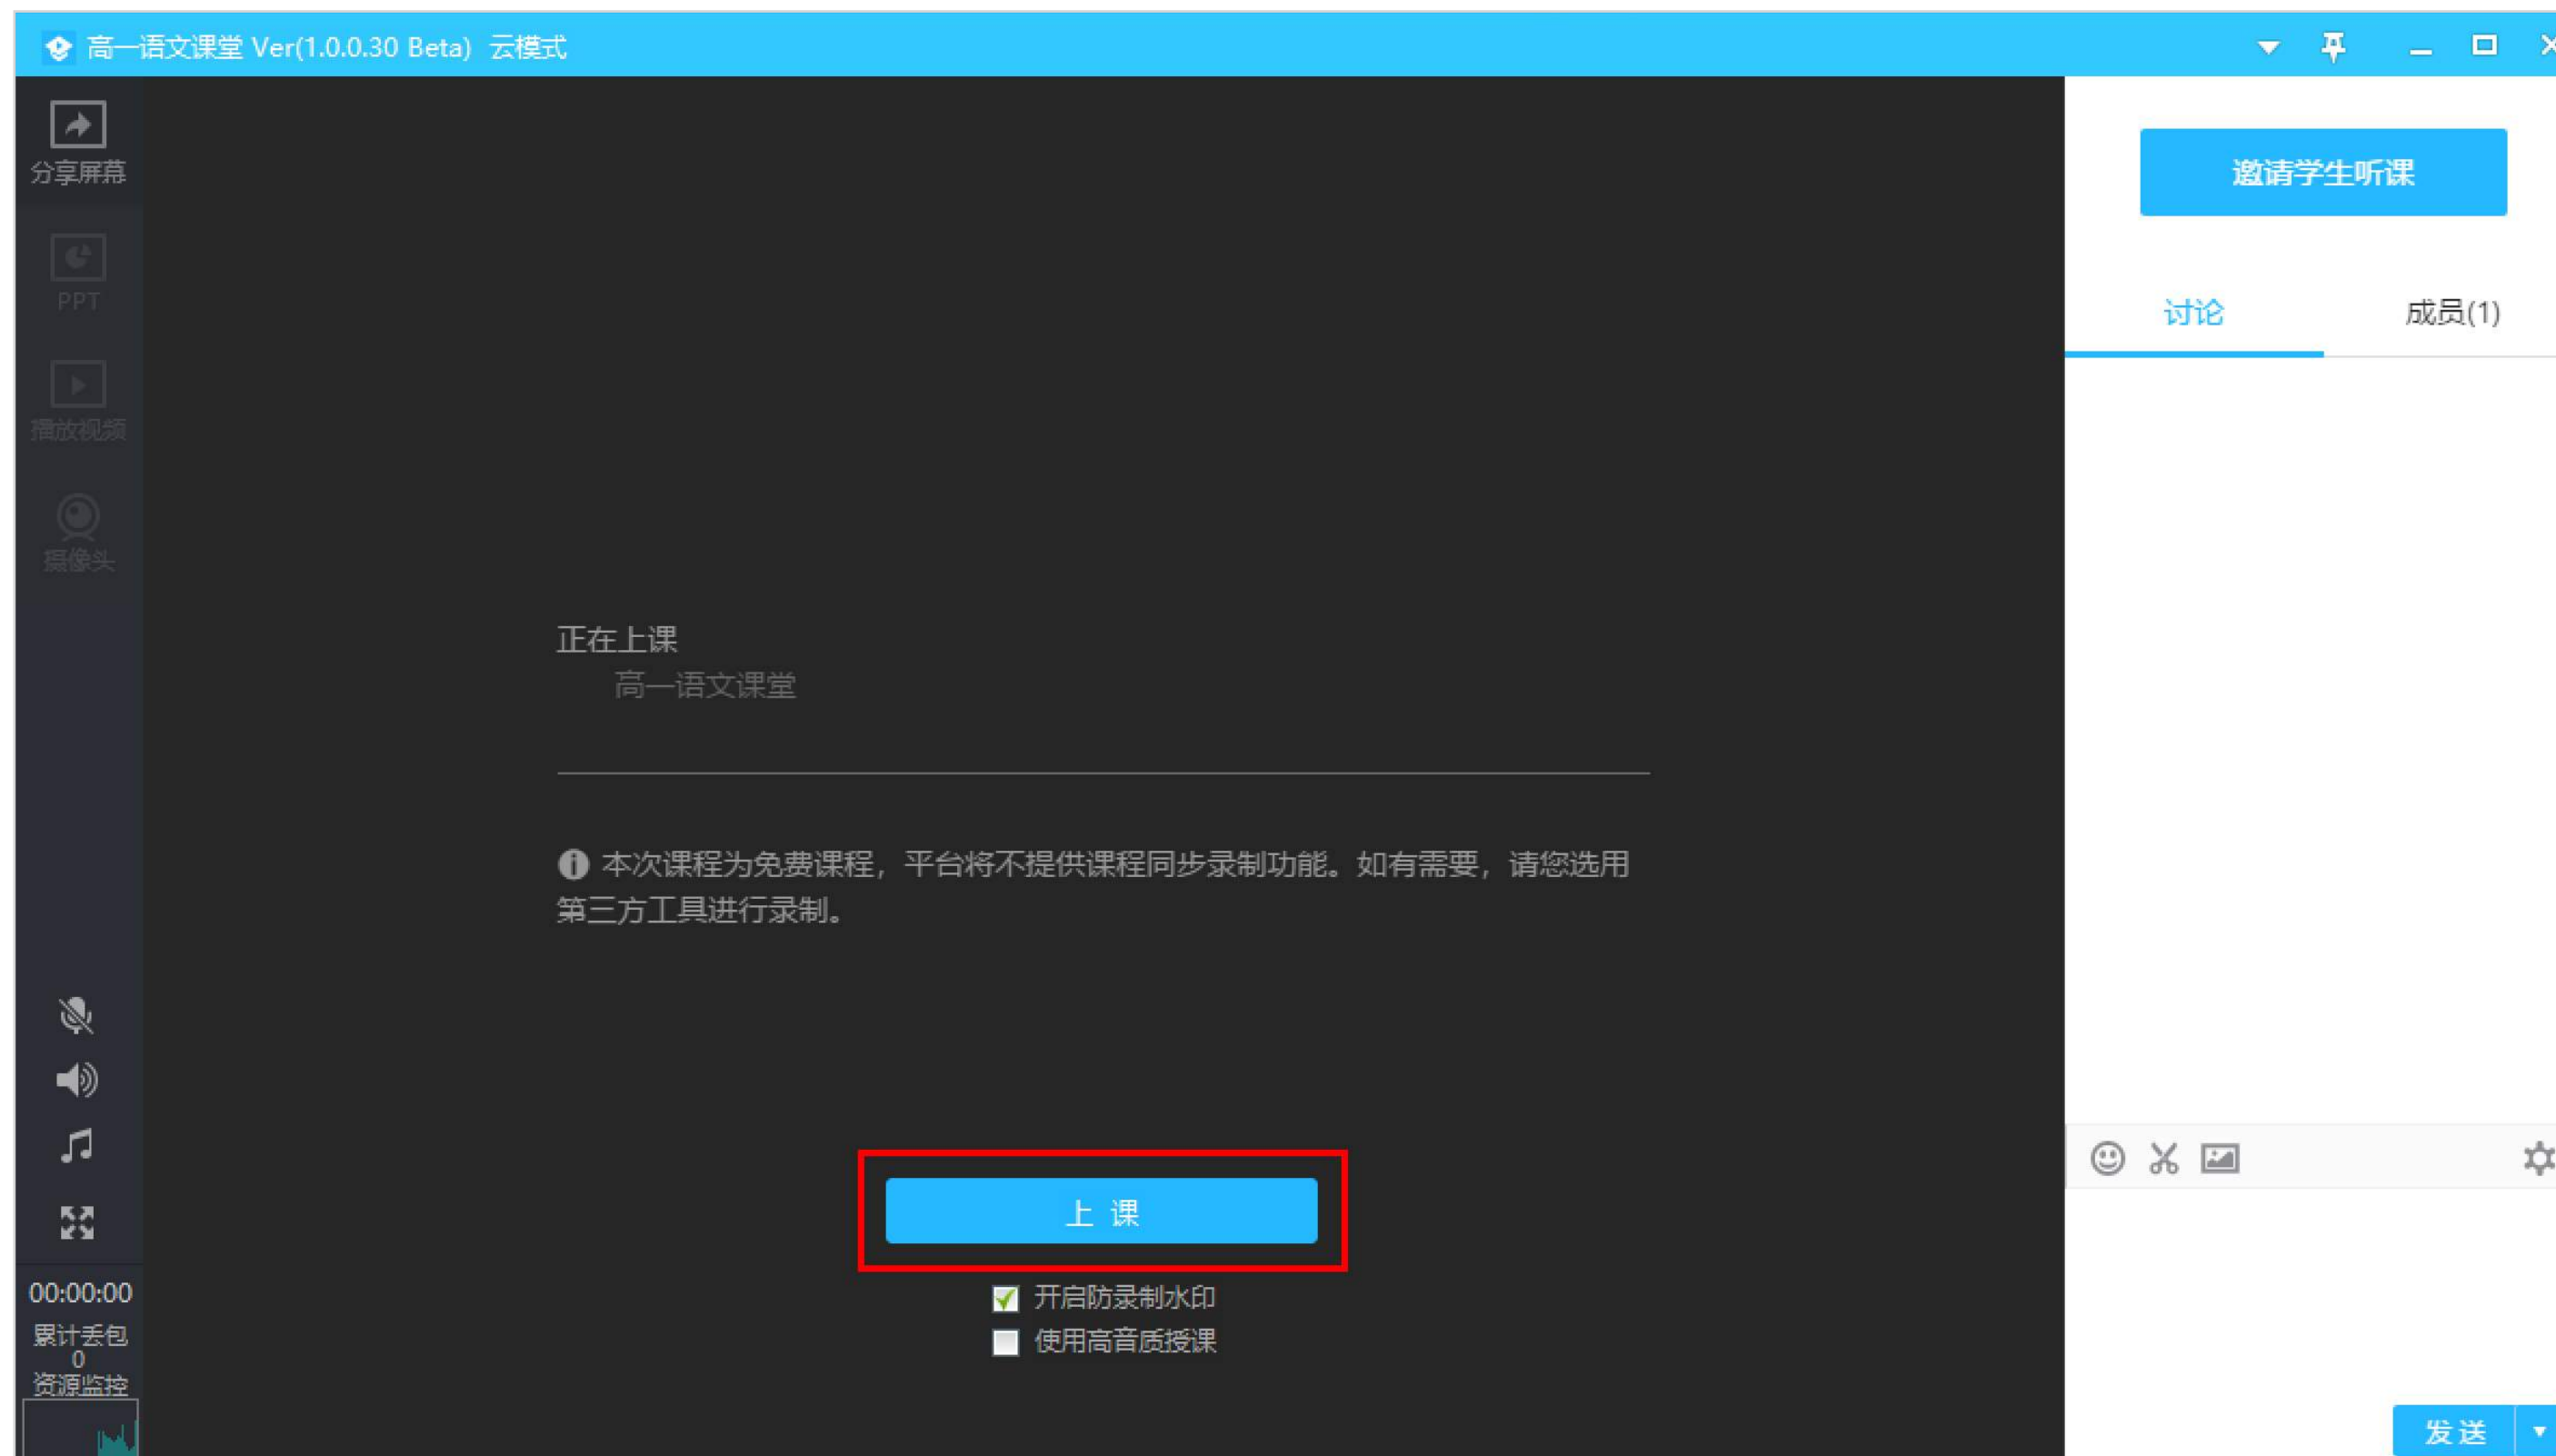 高一语文课堂 Ver(1.0.0.30 Beta) 云模式
分享屏幕
PPT
播放视频
摄像头
正在上课
高一语文课堂
本次课程为免费课程，平台将不提供课程同步录制功能。如有需要，请您选用
第三方工具进行录制。
上 课
开启防录制水印
使用高音质授课
00:00:00
累计丢包
0
资源监控
邀请学生听课
讨论
成员(1)
发送